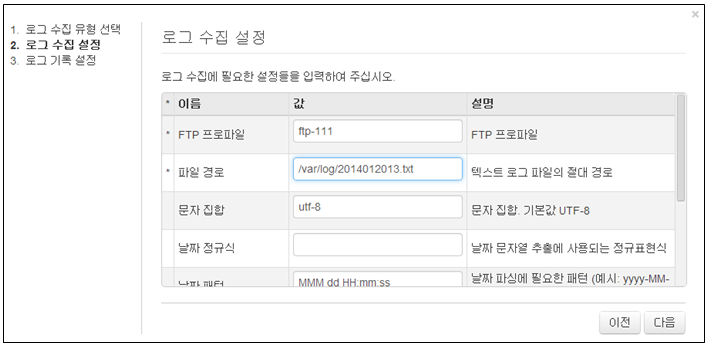 ×
1. 로그 수집 유형 선택
2. 로그 수집 설정
3. 로그 기록 설정
로그 수집 설정
로그 수집에 필요한 설정들을 입력하여 주십시오.
* 이름 값 설명
* FTP 프로파일 ftp-111 FTP 프로파일
* 파일 경로 /var/log/2014012013.txt 텍스트 로그 파일의 절대 경로
문자 집합 utf-8 문자 집합. 기본값 UTF-8
날짜 정규식 날짜 문자열 추출에 사용되는 정규표현식
날짜 패턴 MMM dd HH:mm:ss 날짜 파싱에 필요한 패턴 (예시: yyyy-MM-
이전 다음